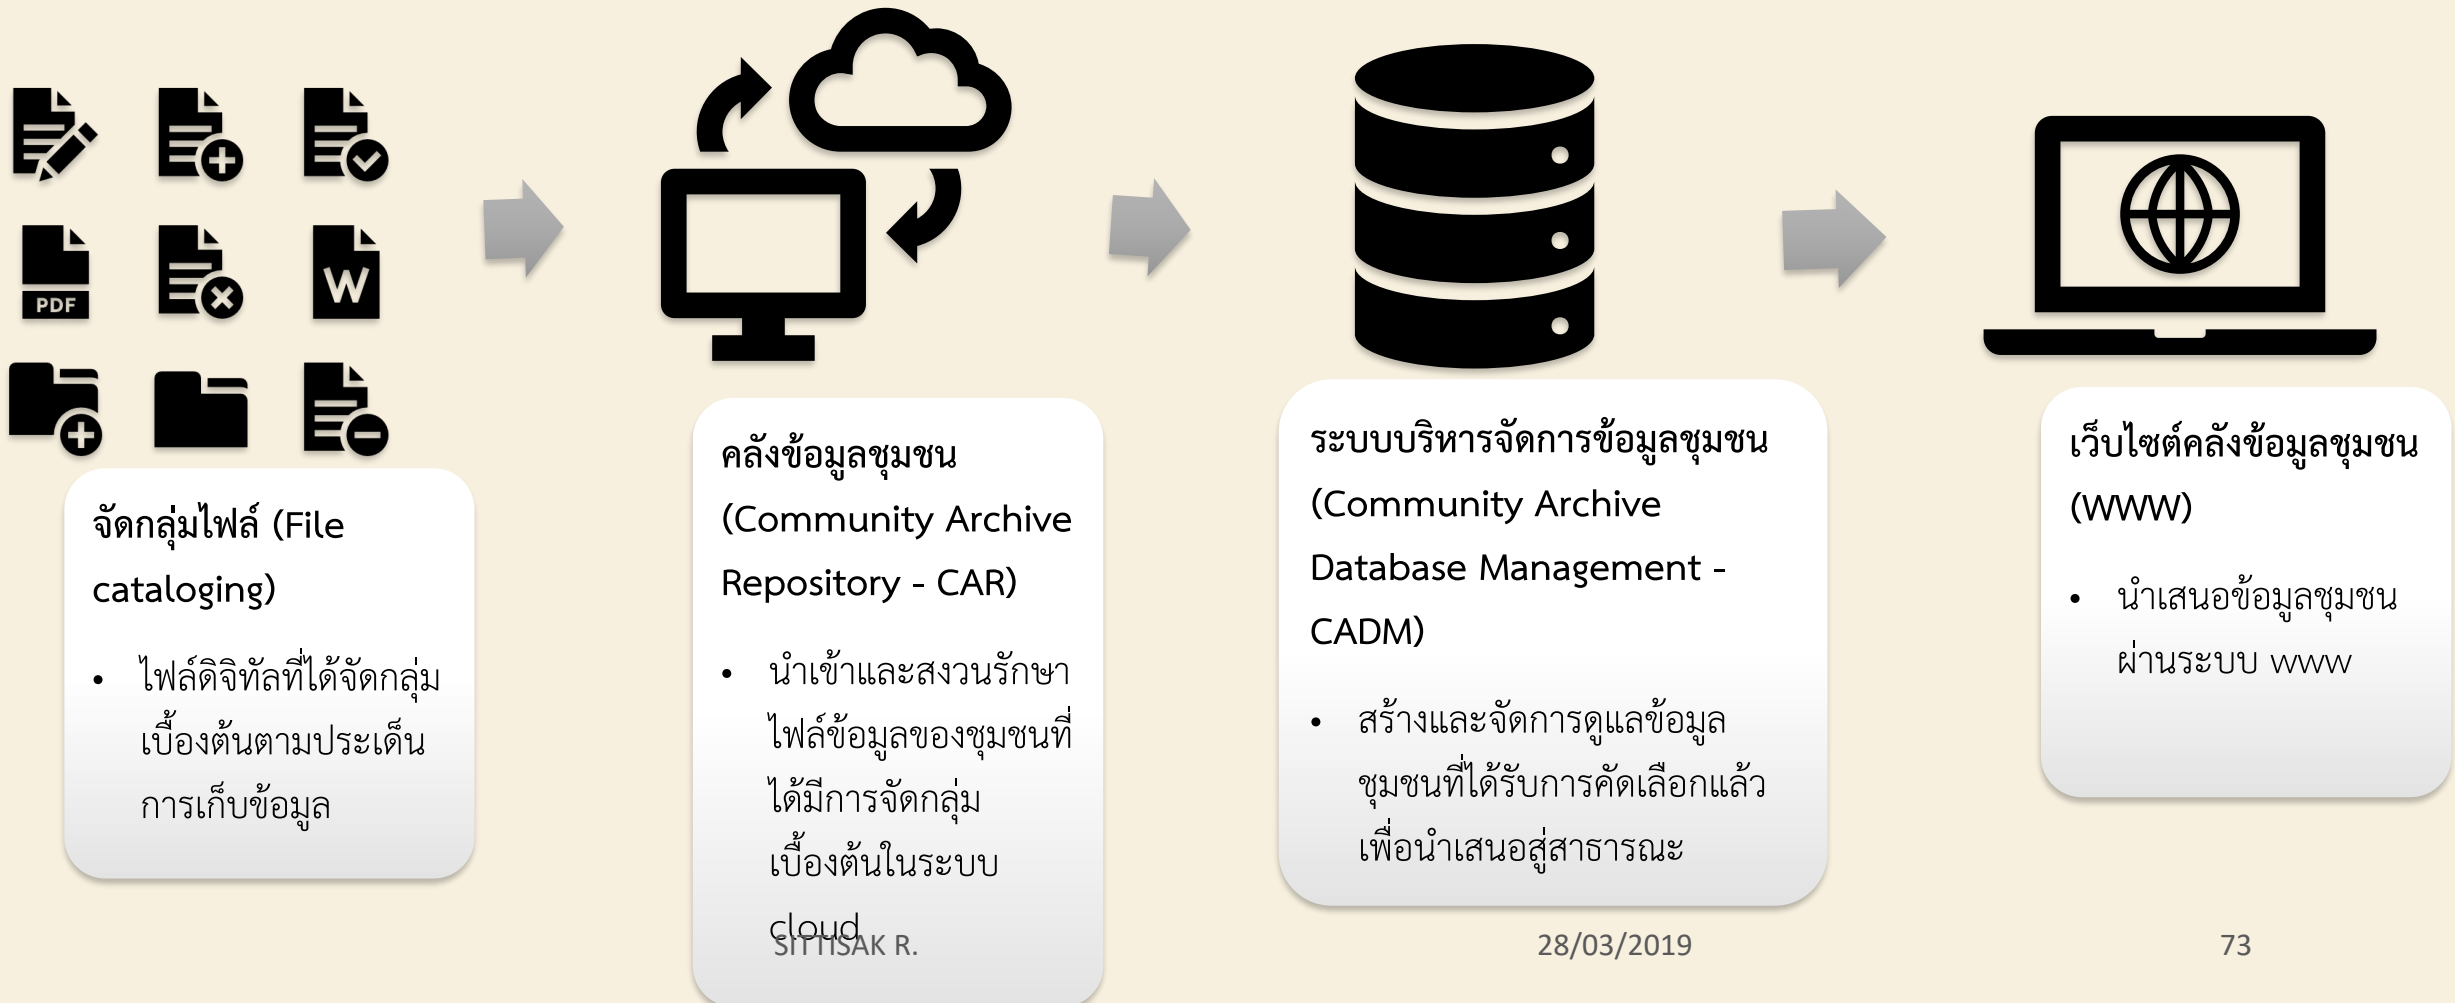 PDF
W
จัดกลุ่มไฟล์ (File
cataloging)
• ไฟล์ดิจิทัลที่ได้จัดกลุ่ม
เบื้องต้นตามประเด็น
การเก็บข้อมูล
คลังข้อมูลชุมชน
(Community Archive
Repository - CAR)
• นำเข้าและสงวนรักษา
ไฟล์ข้อมูลของชุมชนที่
ได้มีการจัดกลุ่ม
เบื้องต้นในระบบ
cloud
ระบบบริหารจัดการข้อมูลชุมชน
(Community Archive
Database Management -
CADM)
• สร้างและจัดการดูแลข้อมูล
ชุมชนที่ได้รับการคัดเลือกแล้ว
เพื่อนำเสนอสู่สาธารณะ
เว็บไซต์คลังข้อมูลชุมชน
(WWW)
• นำเสนอข้อมูลชุมชน
ผ่านระบบ www
SITTISAK R.
28/03/2019
73